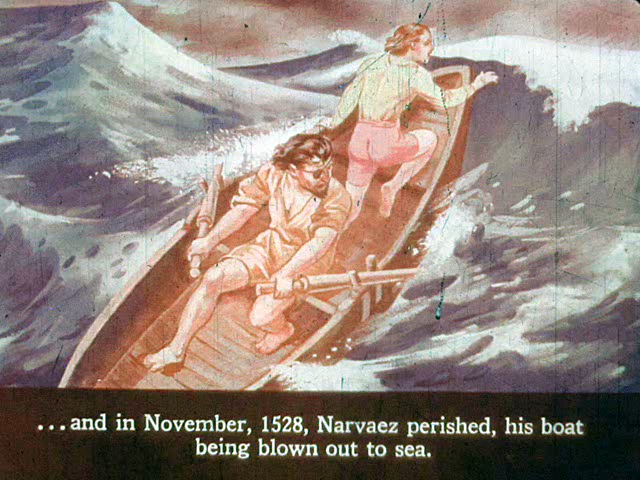 ...and in November, 1528, Narvaez perished, his boat
being blown out to sea.